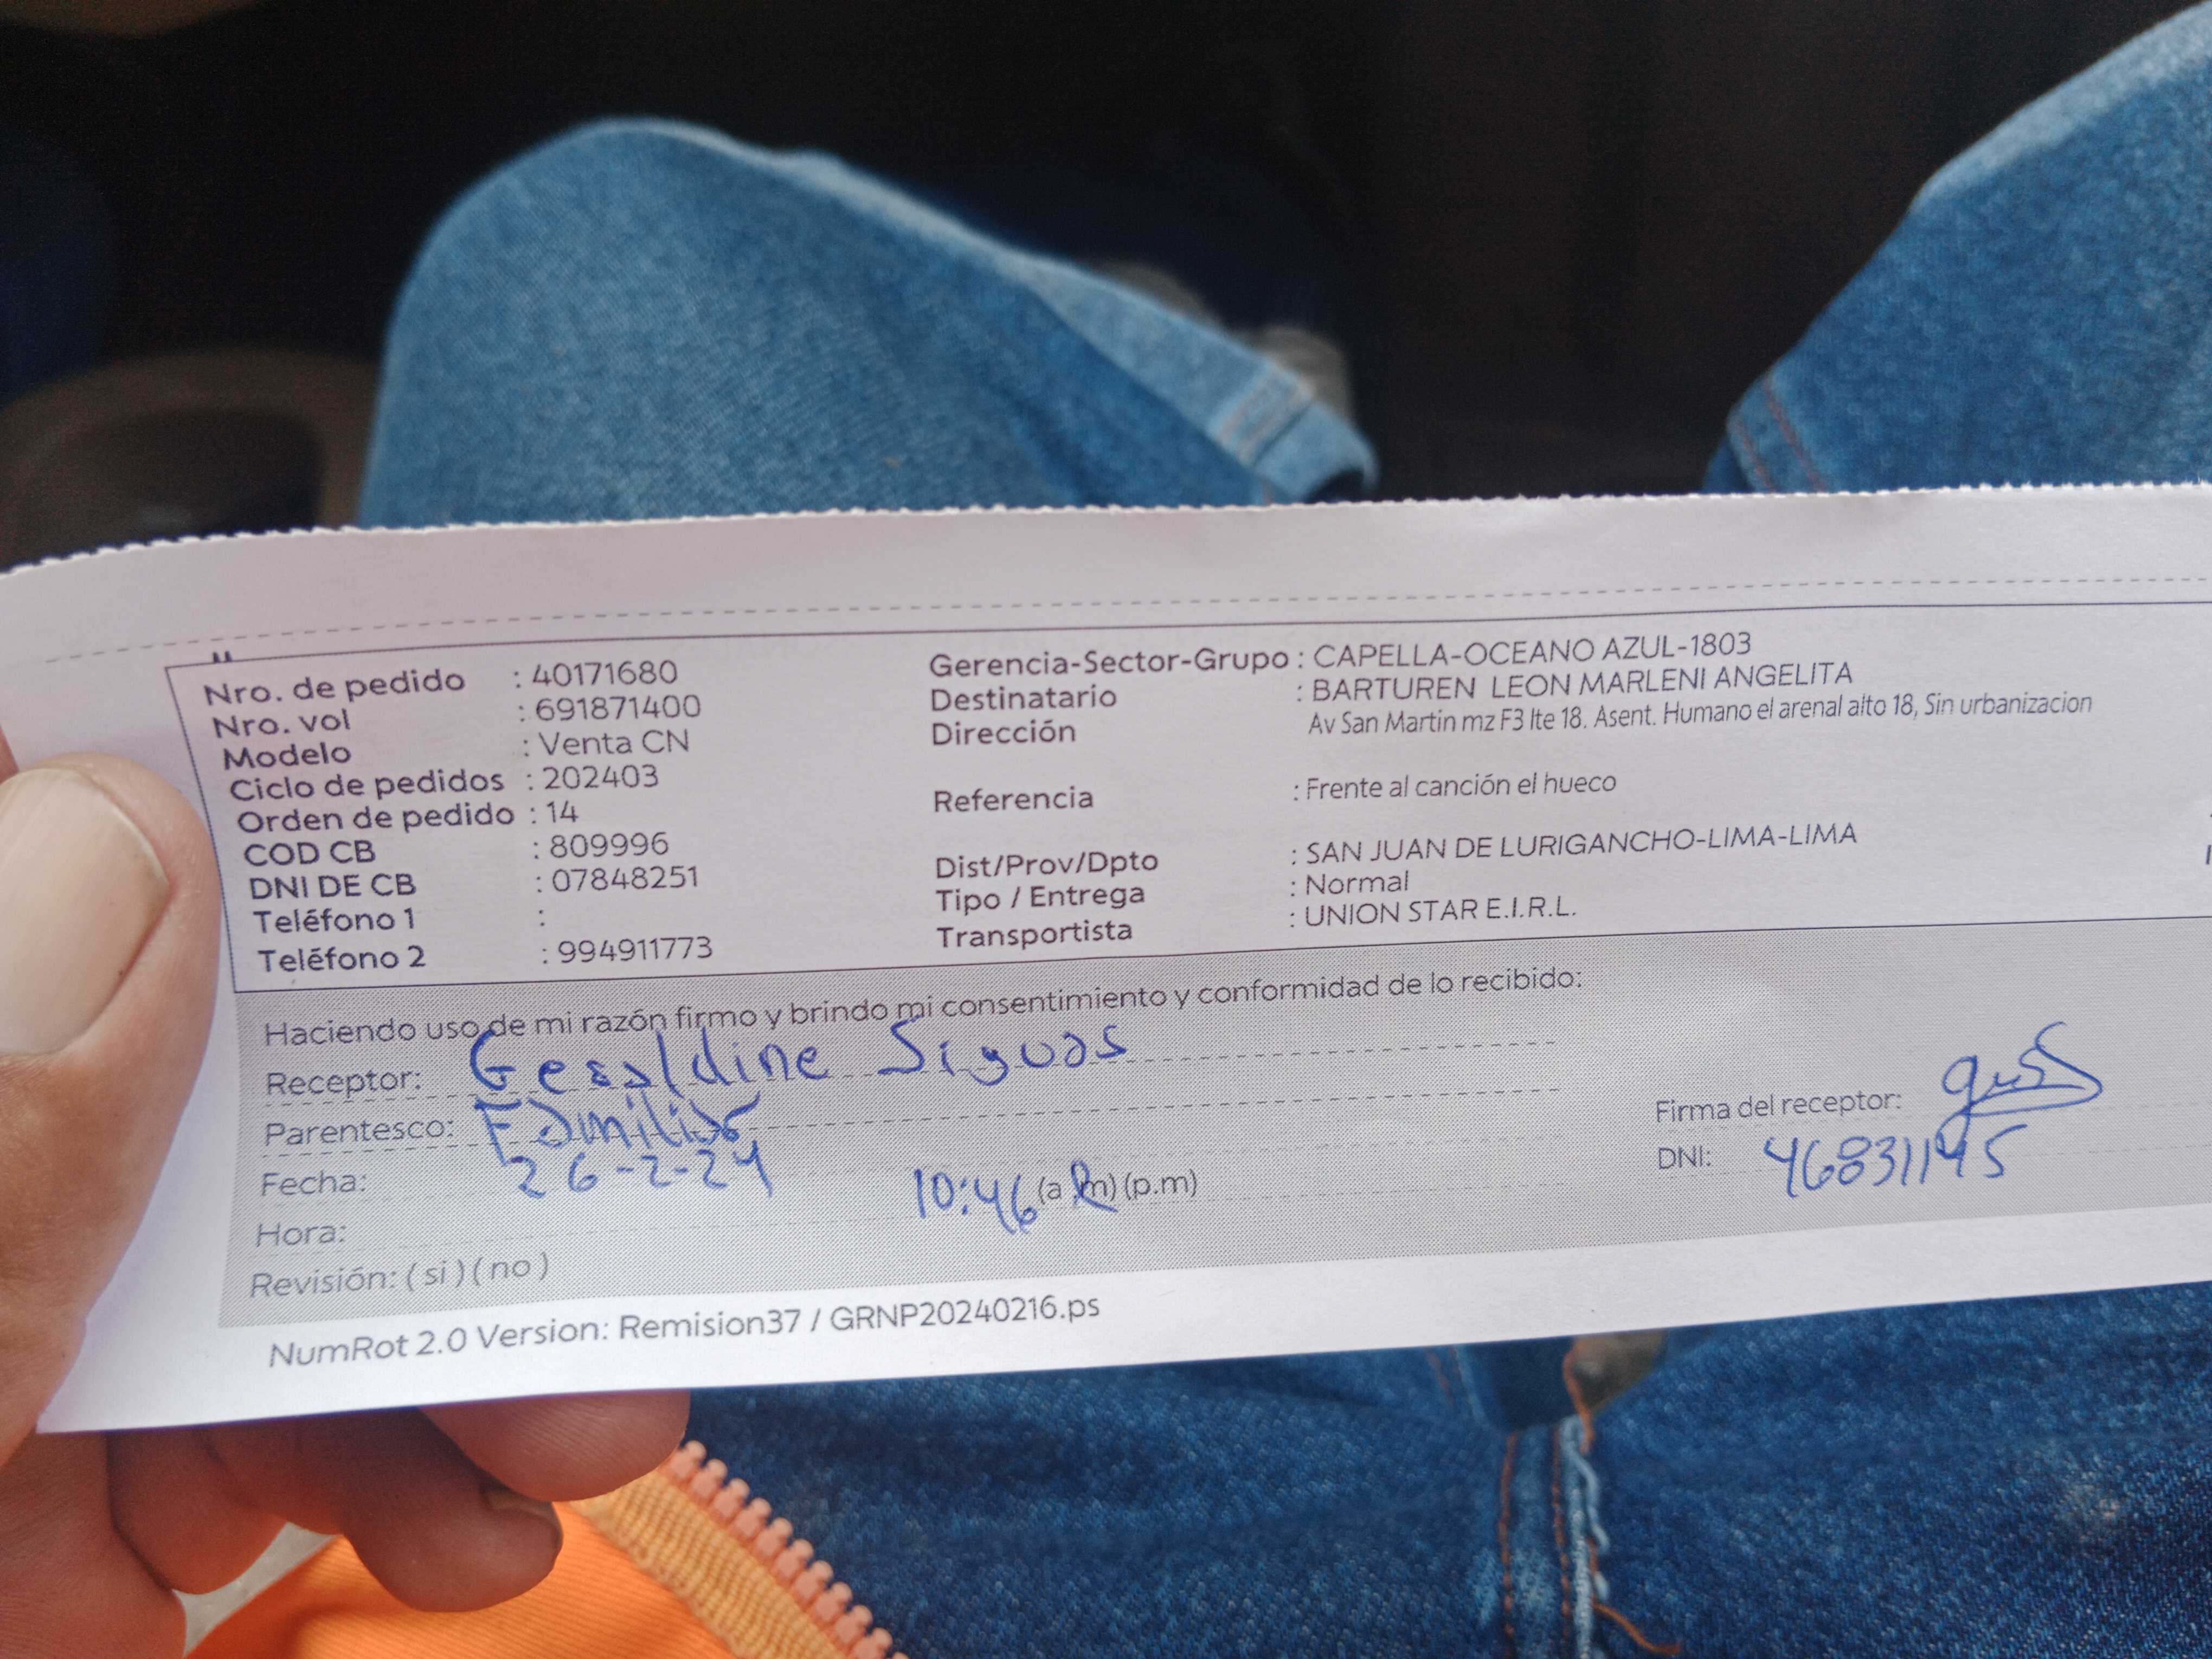 Nro. de pedido : 40171680
Nro. vol : 691871400
Modelo : Venta CN
Ciclo de pedidos : 202403
Orden de pedido : 14
COD CB : 809996
DNI DE CB : 07848251
Teléfono 1 :
Teléfono 2 : 994911773
Gerencia-Sector-Grupo : CAPELLA-OCEANO AZUL-1803
Destinatario : BARTUREN LEON MARLENI ANGELITA
Dirección Av San Martin mz F3 lte 18. Asent. Humano el arenal alto 18, Sin urbanizacion
Referencia : Frente al canción el hueco
Dist/Prov/Dpto : SAN JUAN DE LURIGANCHO-LIMA-LIMA
Tipo / Entrega : Normal
Transportista : UNION STAR E.I.R.L.
Haciendo uso de mi razón firmo y brindo mi consentimiento y conformidad de lo recibido:
Receptor: Geraldine Siguas
Parentesco: Familiar
Fecha: 26-2-24
Hora: 10:46 (a.m) (p.m)
Revisión: ( si ) ( no )
Firma del receptor:
DNI: 46831145
NumRot 2.0 Version: Remision37 / GRNP20240216.ps